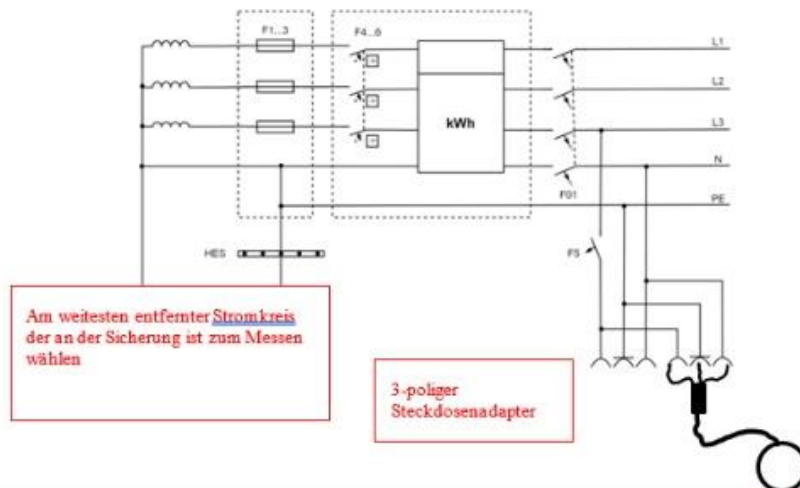 F1...3
F4...6
L1
L2
L3
kWh
N
F01
PE
HES
F5
Am weitesten entfernter Stromkreis
der an der Sicherung ist zum Messen
wählen
3-poliger
Steckdosenadapter